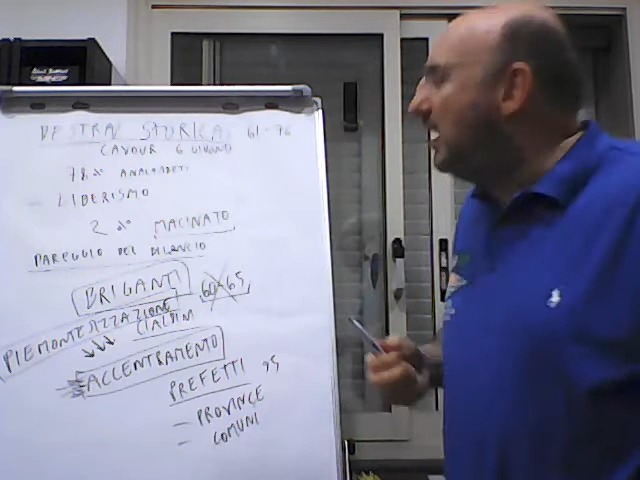 DESTRA STORICA 61-76
CAVOUR 6 GIUGNO
78% ANALFABETI
- LIBERISMO
2% MACINATO
PAREGGIO DEL BILANCIO
BRIGANTI 60-65
PIEMONTESIZZAZIONE
CIALDIN
ACCENTRAMENTO
PREFETTI
- PROVINCE
- COMUNI